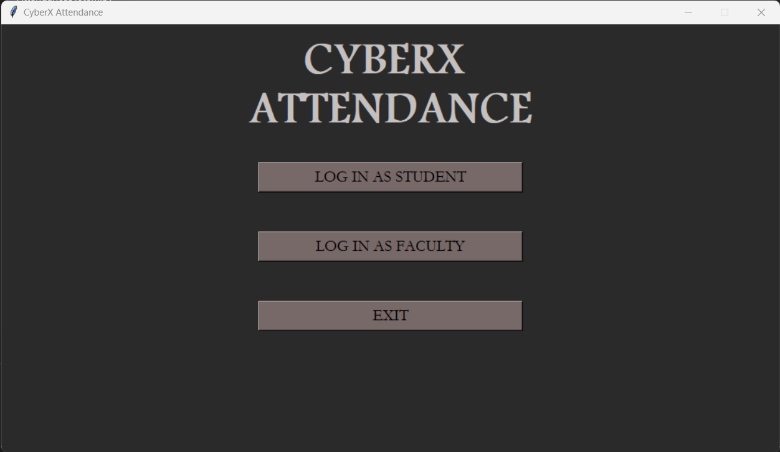 CyberX Attendance
CYBERX
ATTENDANCE
LOG IN AS STUDENT
LOG IN AS FACULTY
EXIT